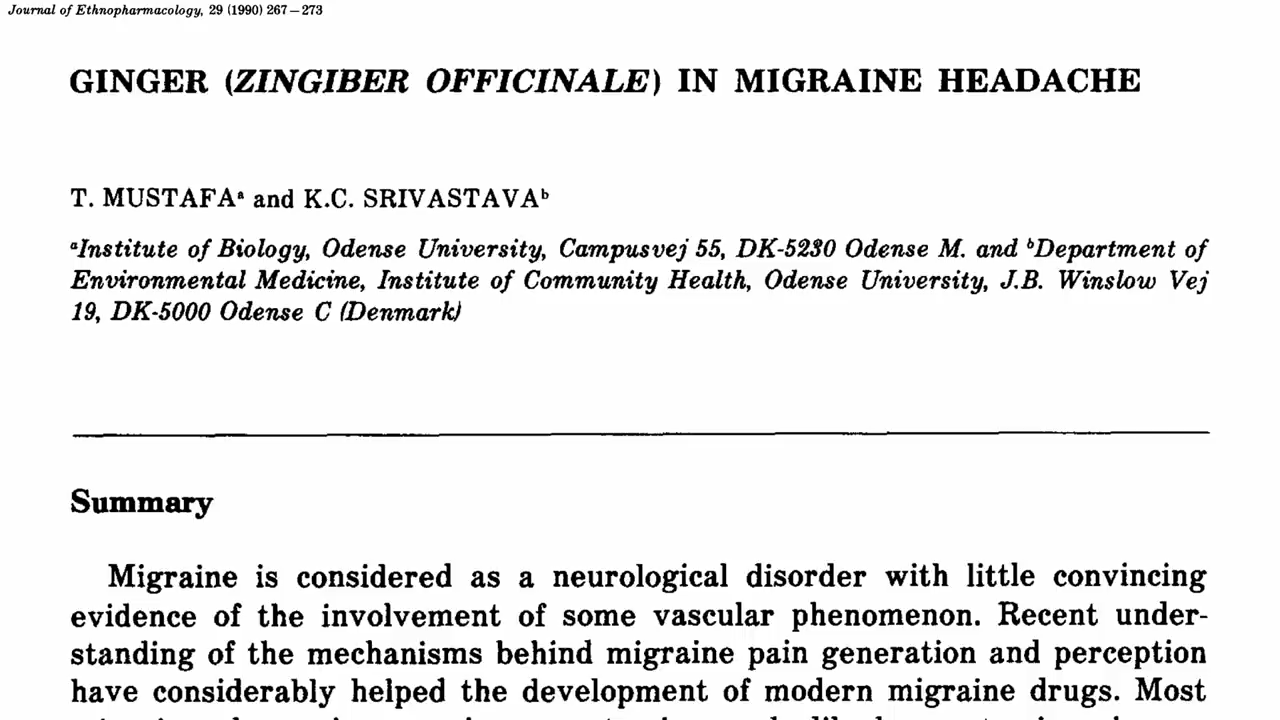 Journal of Ethnopharmacology, 29 (1990) 267–273
GINGER (ZINGIBER OFFICINALE) IN MIGRAINE HEADACHE
T. MUSTAFAᵃ and K.C. SRIVASTAVAᵇ
ᵃInstitute of Biology, Odense University, Campusvej 55, DK-5230 Odense M. and ᵇDepartment of
Environmental Medicine, Institute of Community Health, Odense University, J.B. Winslow Vej
19, DK-5000 Odense C (Denmark)
Summary
Migraine is considered as a neurological disorder with little convincing
evidence of the involvement of some vascular phenomenon. Recent under-
standing of the mechanisms behind migraine pain generation and perception
have considerably helped the development of modern migraine drugs. Most